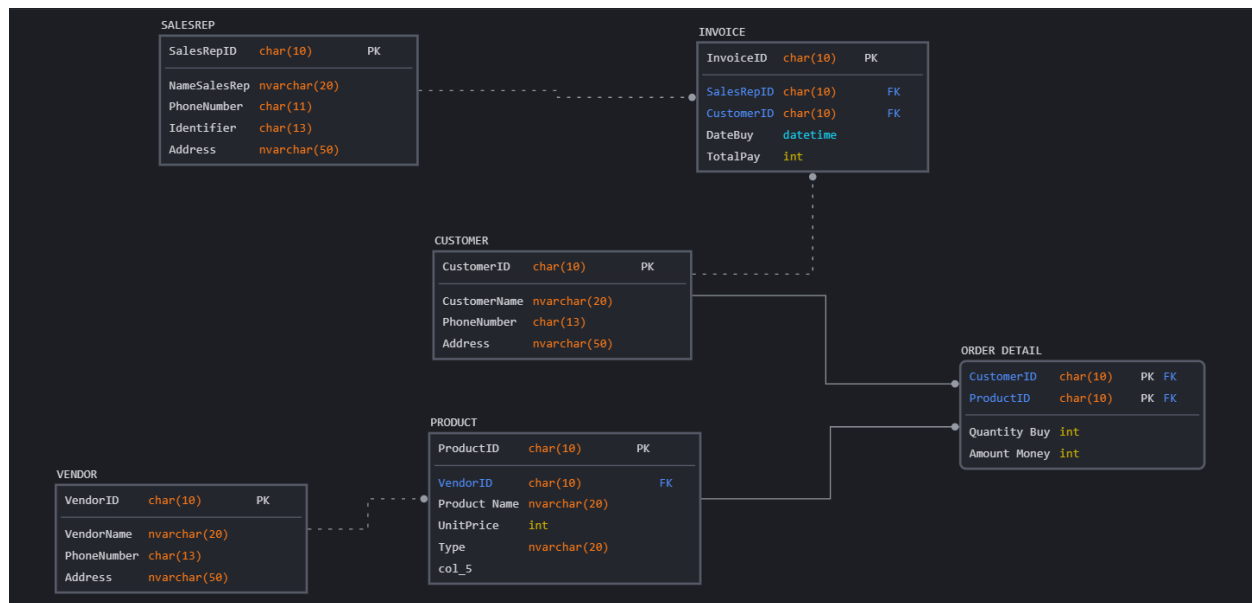 SALESREP
SalesRepID char(10) PK
NameSalesRep nvarchar(20)
PhoneNumber char(11)
Identifier char(13)
Address nvarchar(50)
INVOICE
InvoiceID char(10) PK
SalesRepID char(10) FK
CustomerID char(10) FK
DateBuy datetime
TotalPay int
CUSTOMER
CustomerID char(10) PK
CustomerName nvarchar(20)
PhoneNumber char(13)
Address nvarchar(50)
ORDER DETAIL
CustomerID char(10) PK FK
ProductID char(10) PK FK
Quantity Buy int
Amount Money int
PRODUCT
ProductID char(10) PK
VendorID char(10) FK
Product Name nvarchar(20)
UnitPrice int
Type nvarchar(20)
col_5
VENDOR
VendorID char(10) PK
VendorName nvarchar(20)
PhoneNumber char(13)
Address nvarchar(50)